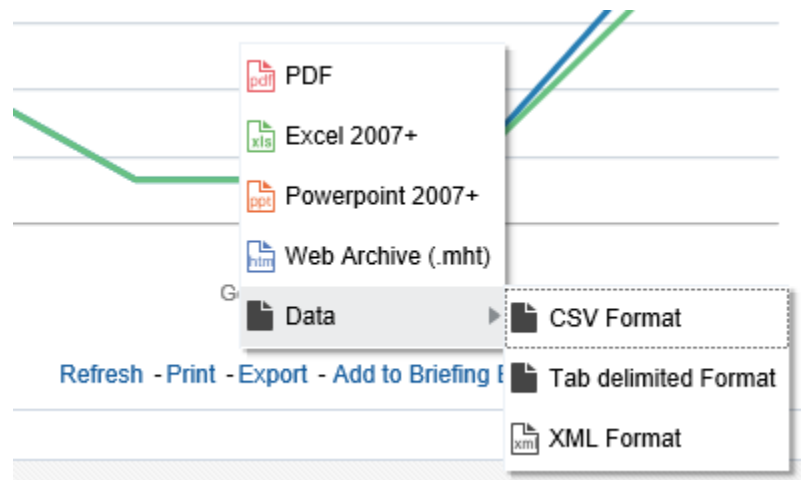 pdf PDF
xls Excel 2007+
ppt Powerpoint 2007+
htm Web Archive (.mht)
Data
CSV Format
Tab delimited Format
xml XML Format
Refresh - Print - Export - Add to Briefing